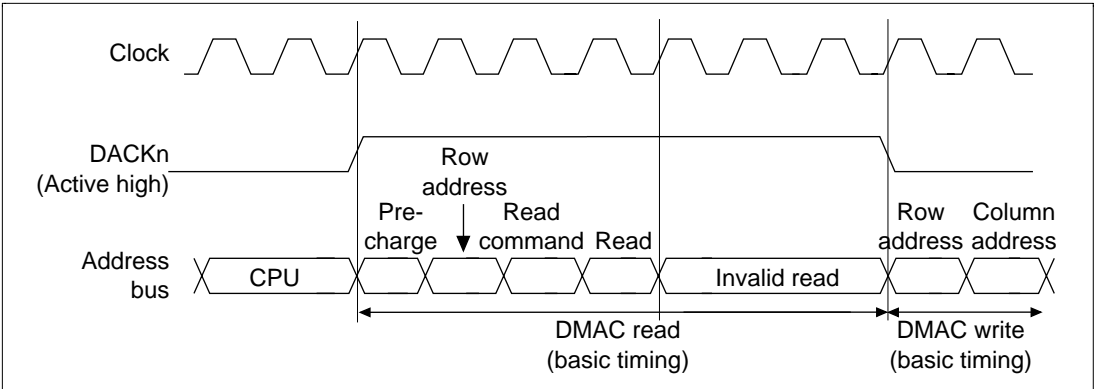 Clock
DACKn
(Active high)
Row
address
Pre-
charge
Read
command
Read
Row
address
Column
address
Address
bus
CPU
Invalid read
DMAC read
(basic timing)
DMAC write
(basic timing)